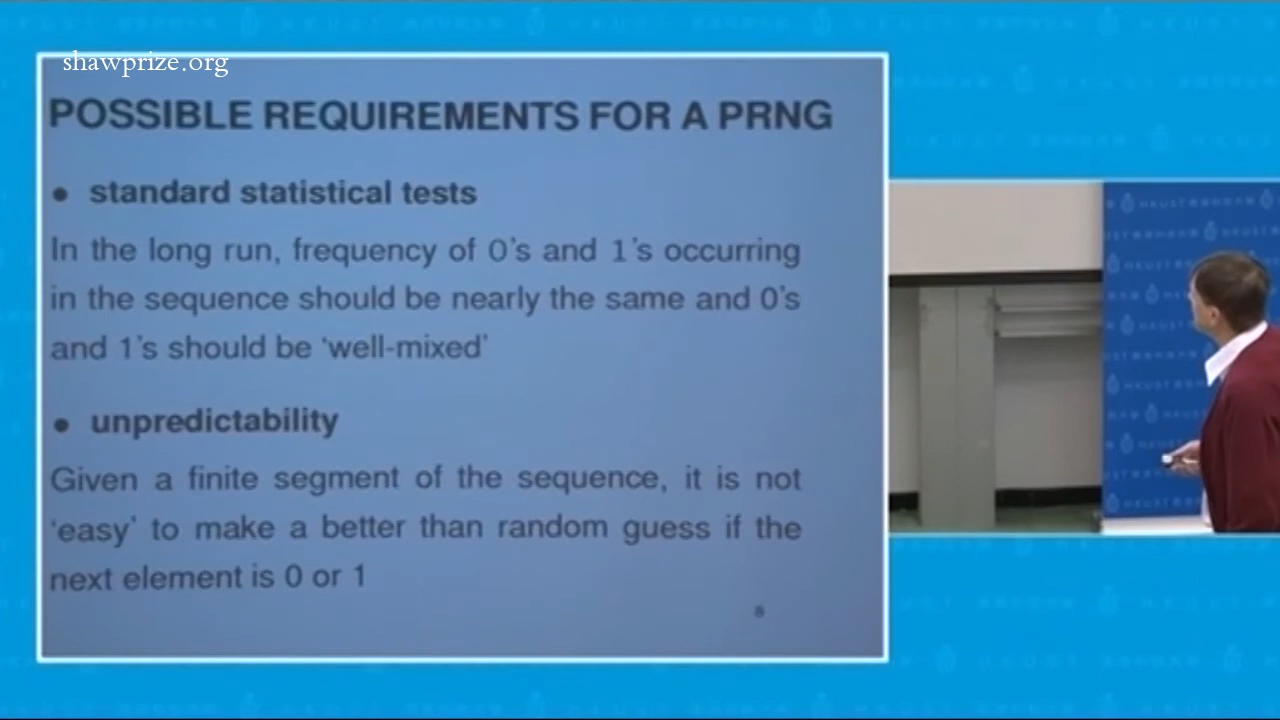 shawprize.org
POSSIBLE REQUIREMENTS FOR A PRNG
● standard statistical tests
In the long run, frequency of 0's and 1's occurring
in the sequence should be nearly the same and 0's
and 1's should be ‘well-mixed’
● unpredictability
Given a finite segment of the sequence, it is not
‘easy’ to make a better than random guess if the
next element is 0 or 1
8
HKUST